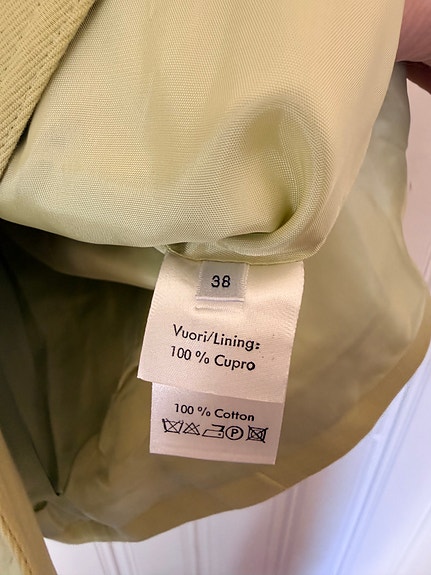 38
Vuori/Lining:
100 % Cupro
100 % Cotton
P